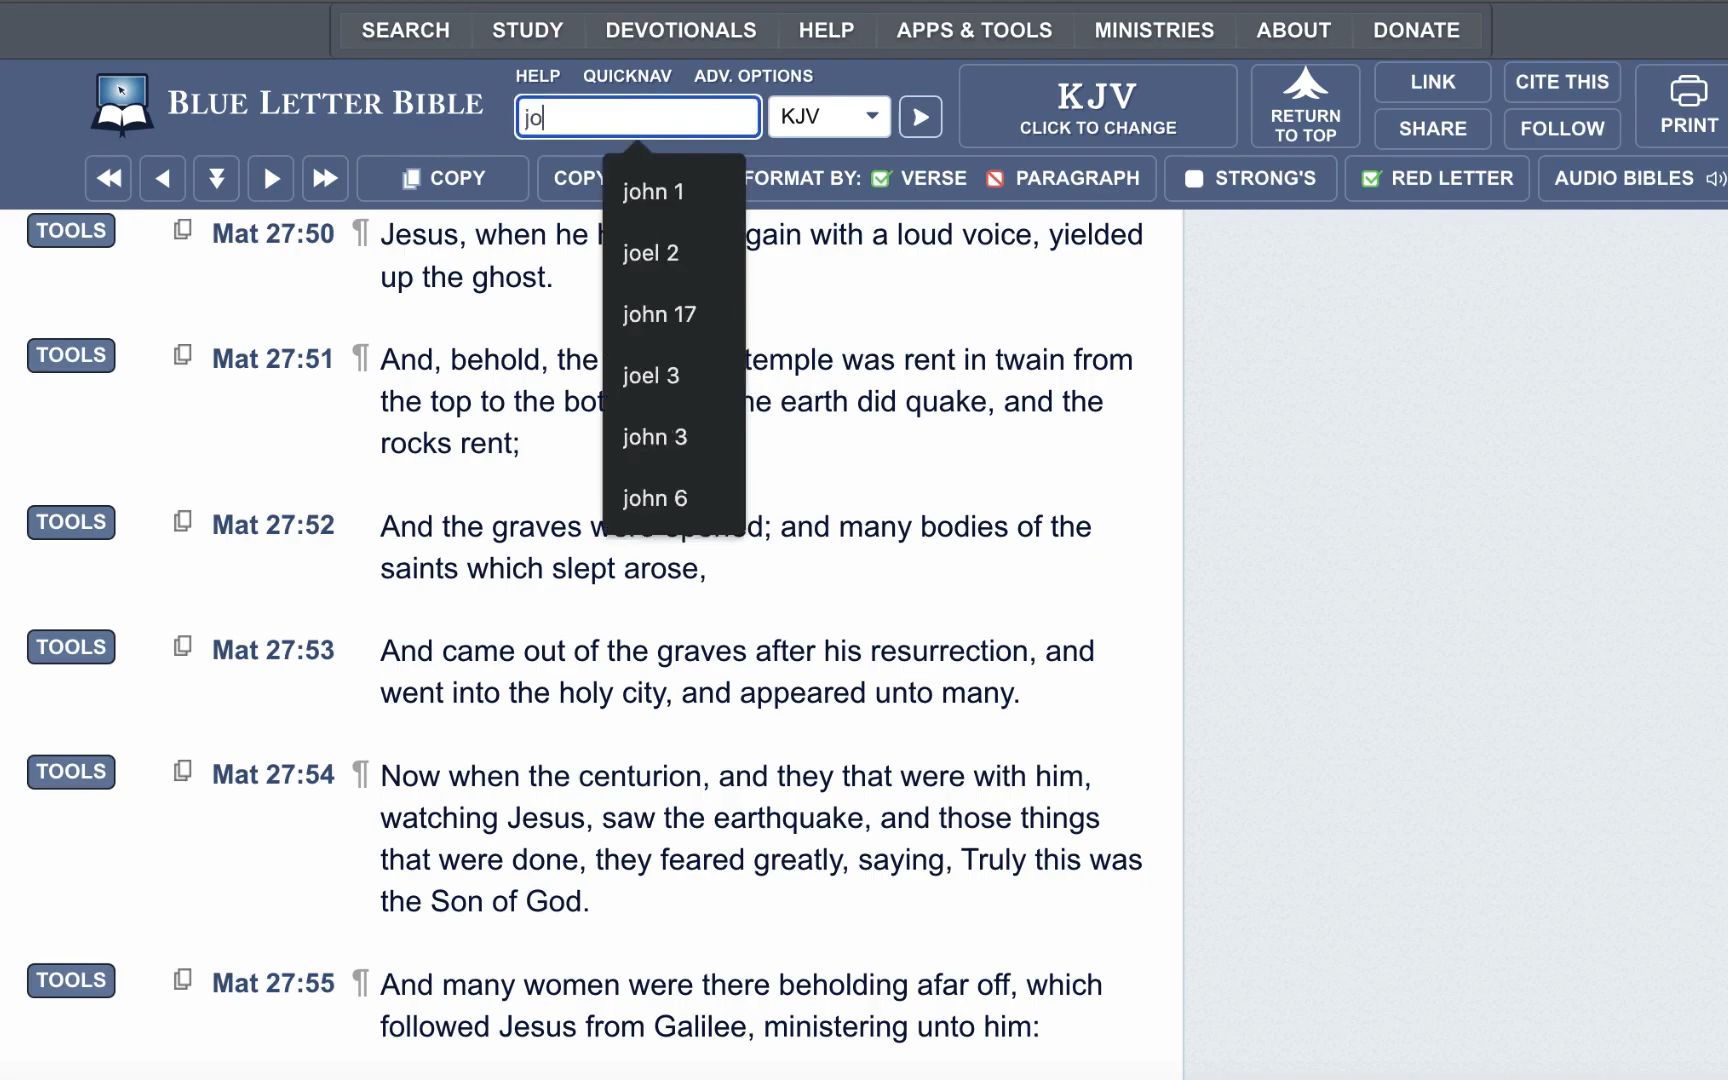 SEARCH STUDY DEVOTIONALS HELP APPS & TOOLS MINISTRIES ABOUT DONATE
HELP QUICKNAV ADV. OPTIONS
BLUE LETTER BIBLE
jo
KJV
KJV
CLICK TO CHANGE
RETURN
TO TOP
LINK
CITE THIS
SHARE
FOLLOW
PRINT
COPY
COPY
FORMAT BY: VERSE PARAGRAPH
STRONG'S
RED LETTER
AUDIO BIBLES
john 1
joel 2
john 17
joel 3
john 3
john 6
TOOLS Mat 27:50 ¶ Jesus, when he gain with a loud voice, yielded
up the ghost.
TOOLS Mat 27:51 ¶ And, behold, the temple was rent in twain from
the top to the bot he earth did quake, and the
rocks rent;
TOOLS Mat 27:52 And the graves were opened; and many bodies of the
saints which slept arose,
TOOLS Mat 27:53 And came out of the graves after his resurrection, and
went into the holy city, and appeared unto many.
TOOLS Mat 27:54 ¶ Now when the centurion, and they that were with him,
watching Jesus, saw the earthquake, and those things
that were done, they feared greatly, saying, Truly this was
the Son of God.
TOOLS Mat 27:55 ¶ And many women were there beholding afar off, which
followed Jesus from Galilee, ministering unto him: